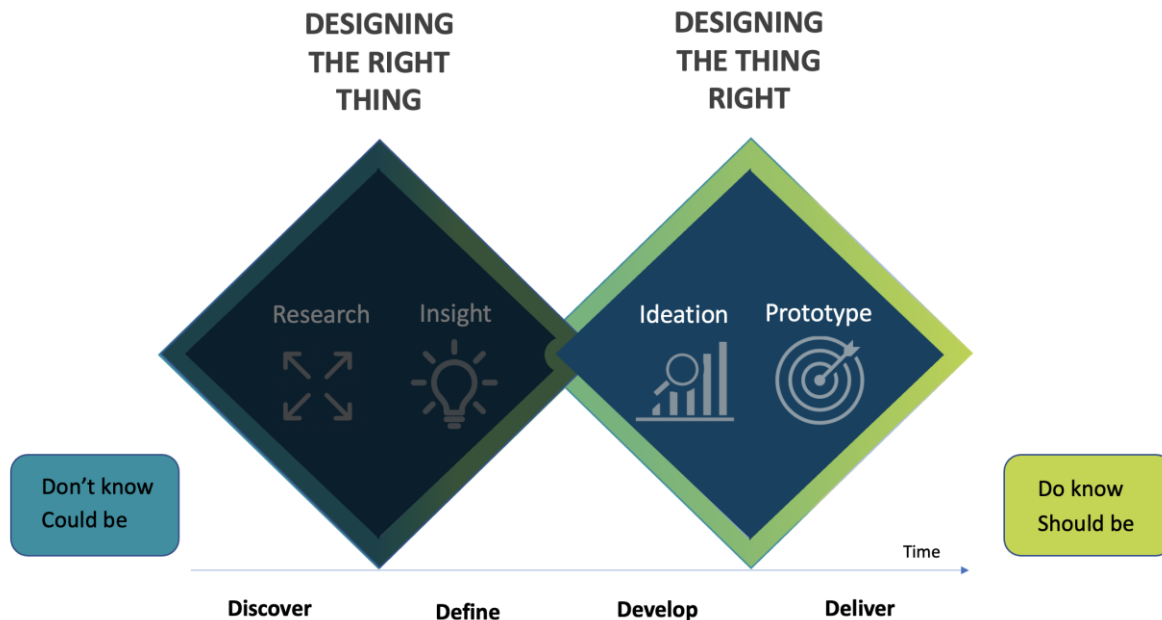 DESIGNING
THE RIGHT
THING
DESIGNING
THE THING
RIGHT
Research
Insight
Ideation
Prototype
Don’t know
Could be
Do know
Should be
Time
Discover
Define
Develop
Deliver